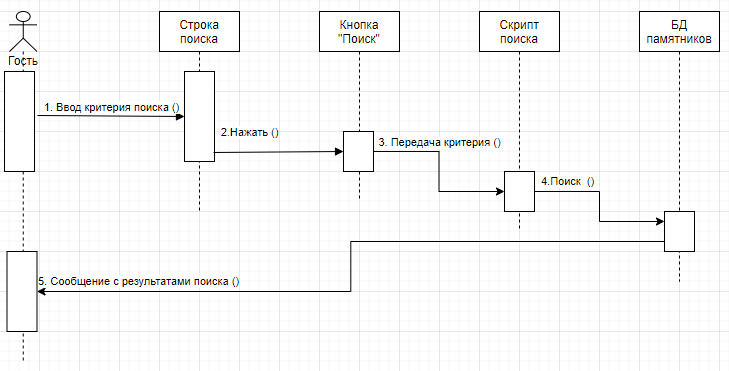 Строка
поиска
Кнопка
"Поиск"
Скрипт
поиска
БД
памятников
Гость
1. Ввод критерия поиска ()
2.Нажать ()
3. Передача критерия ()
4.Поиск ()
5. Сообщение с результатами поиска ()